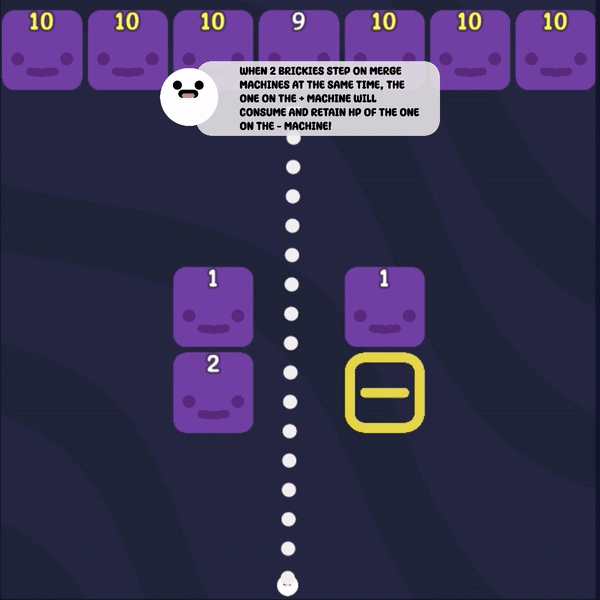 10 10 10 9 10 10 10
WHEN 2 BRICKIES STEP ON MERGE
MACHINES AT THE SAME TIME, THE
ONE ON THE + MACHINE WILL
CONSUME AND RETAIN HP OF THE ONE
ON THE - MACHINE!
1 1
2